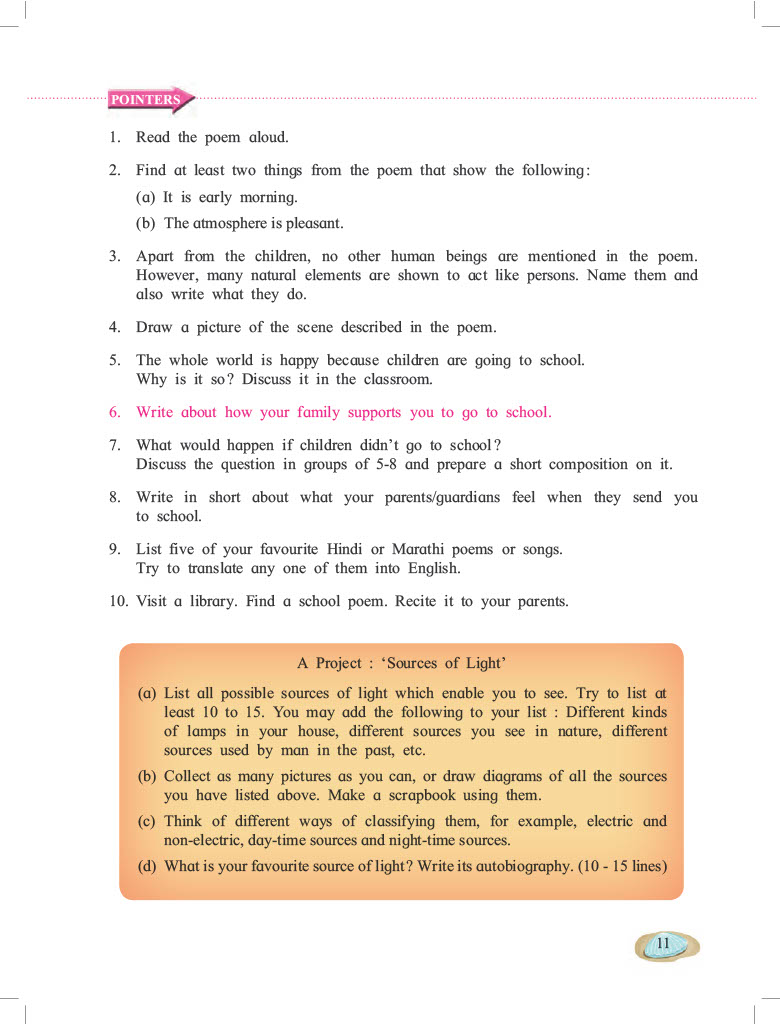 POINTERS
1. Read the poem aloud.
2. Find at least two things from the poem that show the following:
(a) It is early morning.
(b) The atmosphere is pleasant.
3. Apart from the children, no other human beings are mentioned in the poem.
However, many natural elements are shown to act like persons. Name them and
also write what they do.
4. Draw a picture of the scene described in the poem.
5. The whole world is happy because children are going to school.
Why is it so? Discuss it in the classroom.
6. Write about how your family supports you to go to school.
7. What would happen if children didn't go to school?
Discuss the question in groups of 5-8 and prepare a short composition on it.
8. Write in short about what your parents/guardians feel when they send you
to school.
9. List five of your favourite Hindi or Marathi poems or songs.
Try to translate any one of them into English.
10. Visit a library. Find a school poem. Recite it to your parents.
A Project : 'Sources of Light'
(a) List all possible sources of light which enable you to see. Try to list at
least 10 to 15. You may add the following to your list : Different kinds
of lamps in your house, different sources you see in nature, different
sources used by man in the past, etc.
(b) Collect as many pictures as you can, or draw diagrams of all the sources
you have listed above. Make a scrapbook using them.
(c) Think of different ways of classifying them, for example, electric and
non-electric, day-time sources and night-time sources.
(d) What is your favourite source of light? Write its autobiography. (10 - 15 lines)
11